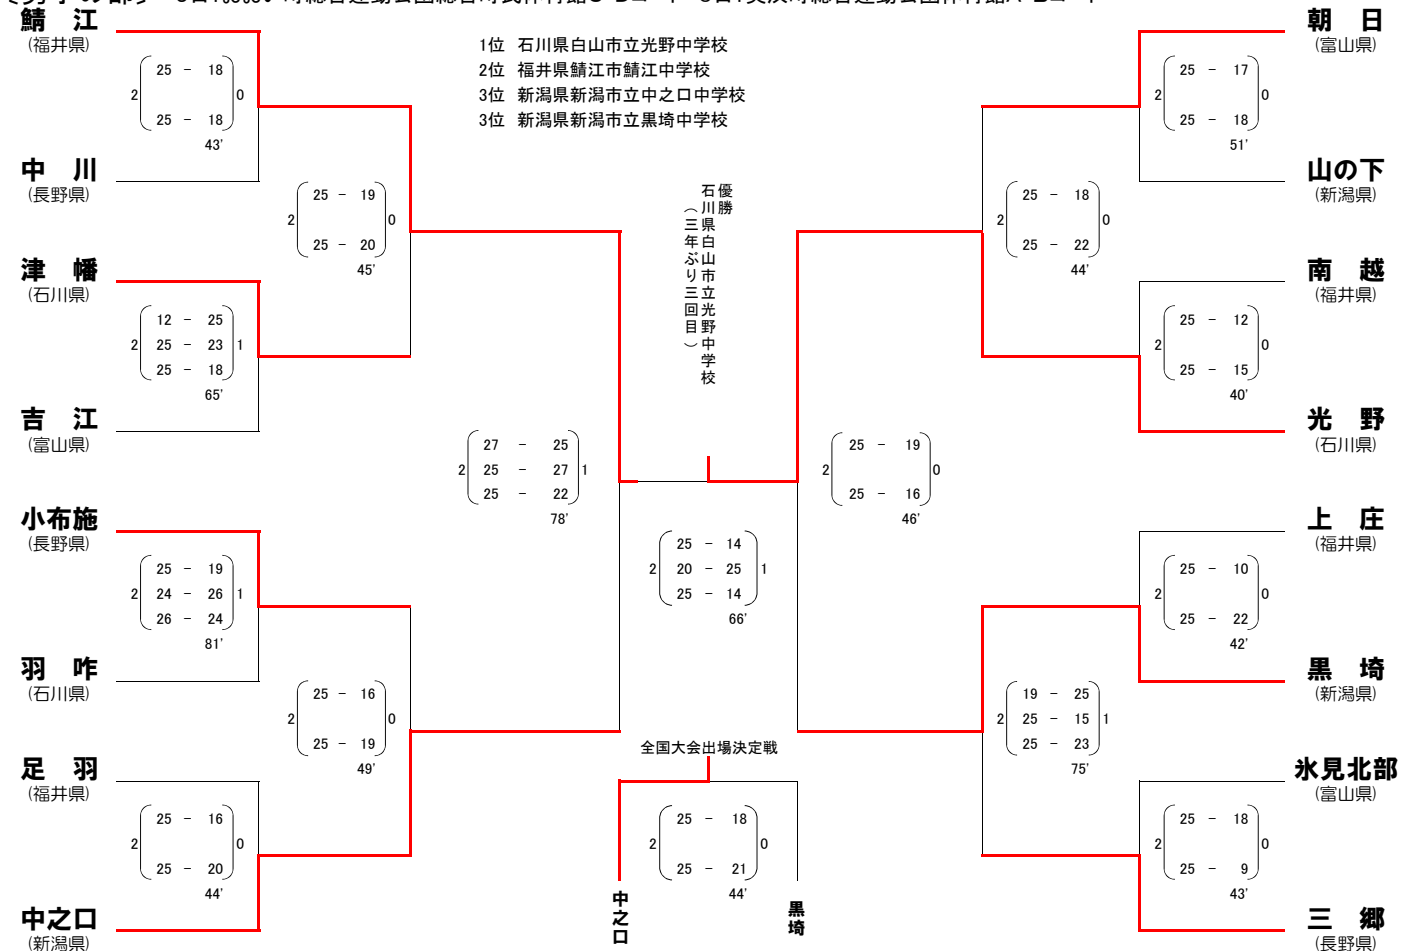 鯖江
(福井県)
25 - 18
2 0
25 - 18
43'
中川
(長野県)
25 - 19
2 0
25 - 20
45'
津幡
(石川県)
12 - 25
2 25 - 23 1
25 - 18
65'
吉江
(富山県)
27 - 25
2 25 - 27 1
25 - 22
78'
小布施
(長野県)
25 - 19
2 24 - 26 1
26 - 24
81'
羽咋
(石川県)
25 - 16
2 0
25 - 19
49'
足羽
(福井県)
25 - 16
2 0
25 - 20
44'
中之口
(新潟県)
1位 石川県白山市立光野中学校
2位 福井県鯖江市鯖江中学校
3位 新潟県新潟市立中之口中学校
3位 新潟県新潟市立黒埼中学校
優勝
石川県白山市立光野中学校
(三年ぶり三回目)
25 - 14
2 20 - 25 1
25 - 14
66'
全国大会出場決定戦
25 - 18
2 0
25 - 21
44'
中之口
黒埼
朝日
(富山県)
25 - 17
2 0
25 - 18
51'
山の下
(新潟県)
25 - 18
2 0
25 - 22
44'
南越
(福井県)
25 - 12
2 0
25 - 15
40'
光野
(石川県)
25 - 19
2 0
25 - 16
46'
上庄
(福井県)
25 - 10
2 0
25 - 22
42'
黒埼
(新潟県)
19 - 25
2 25 - 15 1
25 - 23
75'
氷見北部
(富山県)
25 - 18
2 0
25 - 9
43'
三郷
(長野県)